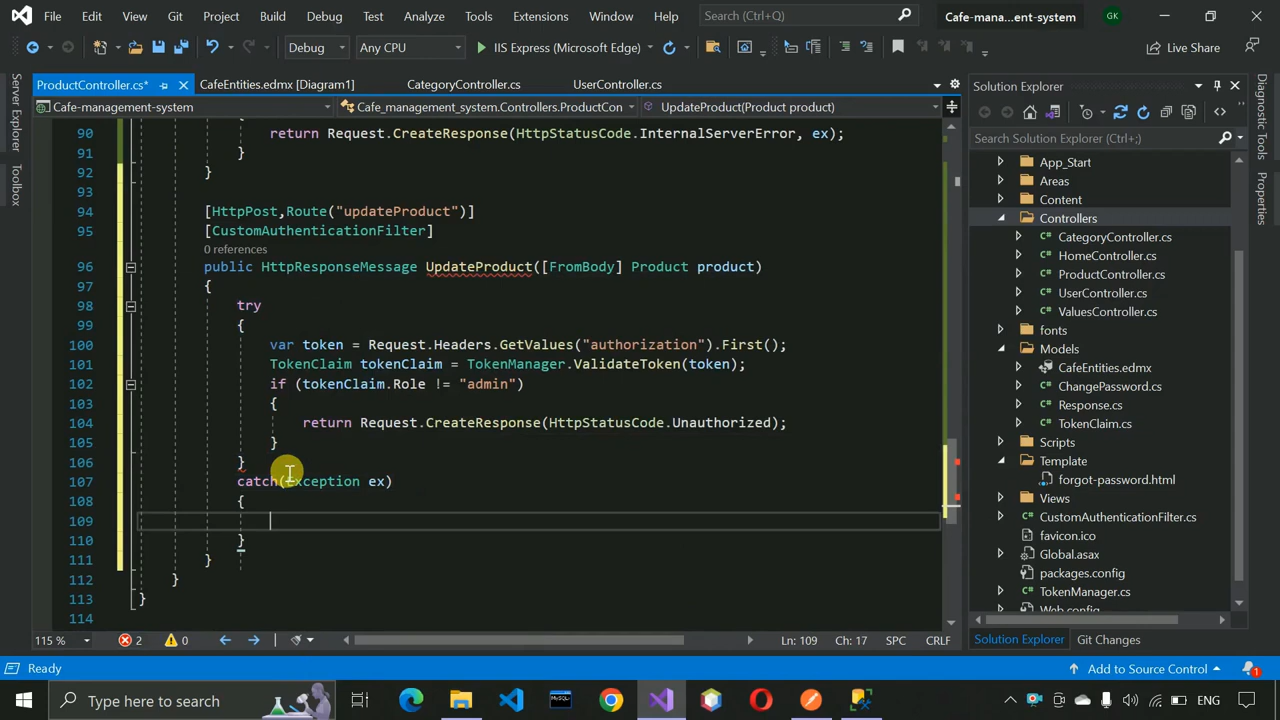 File Edit View Git Project Build Debug Test Analyze Tools Extensions Window Help Search (Ctrl+Q) Cafe-mana...ent-system GK
Debug Any CPU IIS Express (Microsoft Edge) Live Share
Server Explorer
Toolbox
ProductController.cs* CafeEntities.edmx [Diagram1] CategoryController.cs UserController.cs
Cafe-management-system Cafe_management_system.Controllers.ProductCon UpdateProduct(Product product)
90 return Request.CreateResponse(HttpStatusCode.InternalServerError, ex);
91 }
92 }
93
94 [HttpPost,Route("updateProduct")]
95 [CustomAuthenticationFilter]
0 references
96 public HttpResponseMessage UpdateProduct([FromBody] Product product)
97 {
98 try
99 {
100 var token = Request.Headers.GetValues("authorization").First();
101 TokenClaim tokenClaim = TokenManager.ValidateToken(token);
102 if (tokenClaim.Role != "admin")
103 {
104 return Request.CreateResponse(HttpStatusCode.Unauthorized);
105 }
106 }
107 catch(Exception ex)
108 {
109
110 }
111 }
112 }
113 }
114
115 % 2 0 Ln: 109 Ch: 17 SPC CRLF
Solution Explorer
Search Solution Explorer (Ctrl+;)
App_Start
Areas
Content
Controllers
CategoryController.cs
HomeController.cs
ProductController.cs
UserController.cs
ValuesController.cs
fonts
Models
CafeEntities.edmx
ChangePassword.cs
Response.cs
TokenClaim.cs
Scripts
Template
forgot-password.html
Views
CustomAuthenticationFilter.cs
favicon.ico
Global.asax
packages.config
TokenManager.cs
Web.config
Solution Explorer Git Changes
Diagnostic Tools
Properties
Ready Add to Source Control 1
Type here to search ENG